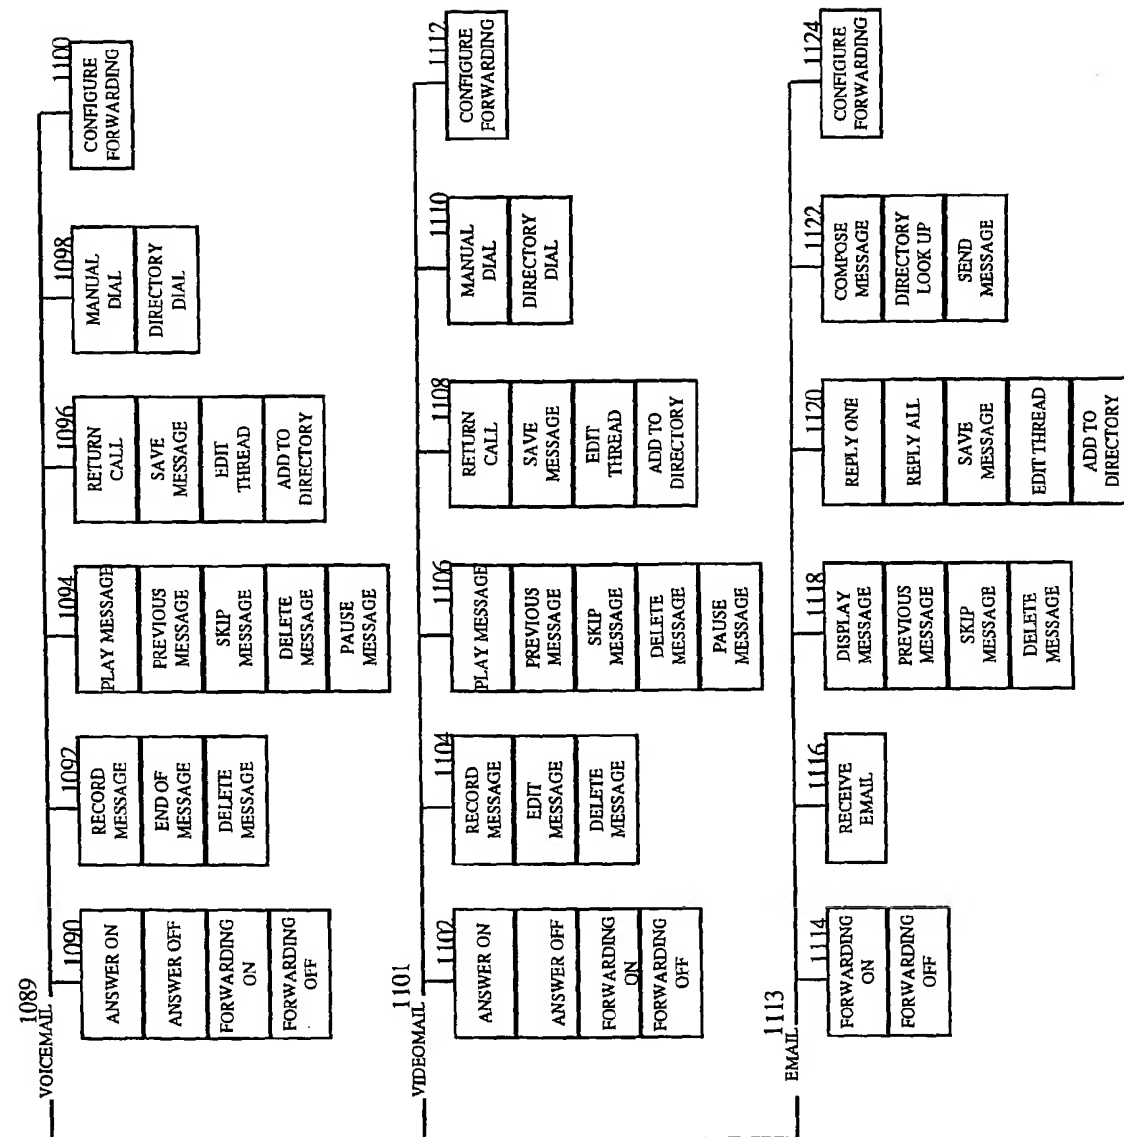 1089
VOICEMAIL
1090
ANSWER ON
ANSWER OFF
FORWARDING
ON
FORWARDING
OFF
1092
RECORD
MESSAGE
END OF
MESSAGE
DELETE
MESSAGE
1094
PLAY MESSAGE
PREVIOUS
MESSAGE
SKIP
MESSAGE
DELETE
MESSAGE
PAUSE
MESSAGE
1096
RETURN
CALL
SAVE
MESSAGE
EDIT
THREAD
ADD TO
DIRECTORY
1098
MANUAL
DIAL
DIRECTORY
DIAL
1100
CONFIGURE
FORWARDING
1101
VIDEOMAIL
1102
ANSWER ON
ANSWER OFF
FORWARDING
ON
FORWARDING
OFF
1104
RECORD
MESSAGE
EDIT
MESSAGE
DELETE
MESSAGE
1106
PLAY MESSAGE
PREVIOUS
MESSAGE
SKIP
MESSAGE
DELETE
MESSAGE
PAUSE
MESSAGE
1108
RETURN
CALL
SAVE
MESSAGE
EDIT
THREAD
ADD TO
DIRECTORY
1110
MANUAL
DIAL
DIRECTORY
DIAL
1112
CONFIGURE
FORWARDING
1113
EMAIL
1114
FORWARDING
ON
FORWARDING
OFF
1116
RECEIVE
EMAIL
1118
DISPLAY
MESSAGE
PREVIOUS
MESSAGE
SKIP
MESSAGE
DELETE
MESSAGE
1120
REPLY ONE
REPLY ALL
SAVE
MESSAGE
EDIT THREAD
ADD TO
DIRECTORY
1122
COMPOSE
MESSAGE
DIRECTORY
LOOK UP
SEND
MESSAGE
1124
CONFIGURE
FORWARDING